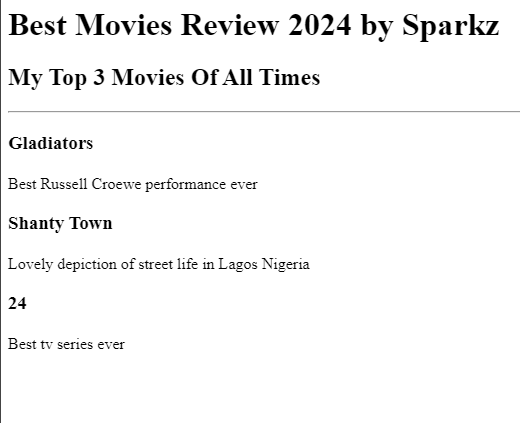 Best Movies Review 2024 by Sparkz
My Top 3 Movies Of All Times
Gladiators
Best Russell Croewe performance ever
Shanty Town
Lovely depiction of street life in Lagos Nigeria
24
Best tv series ever